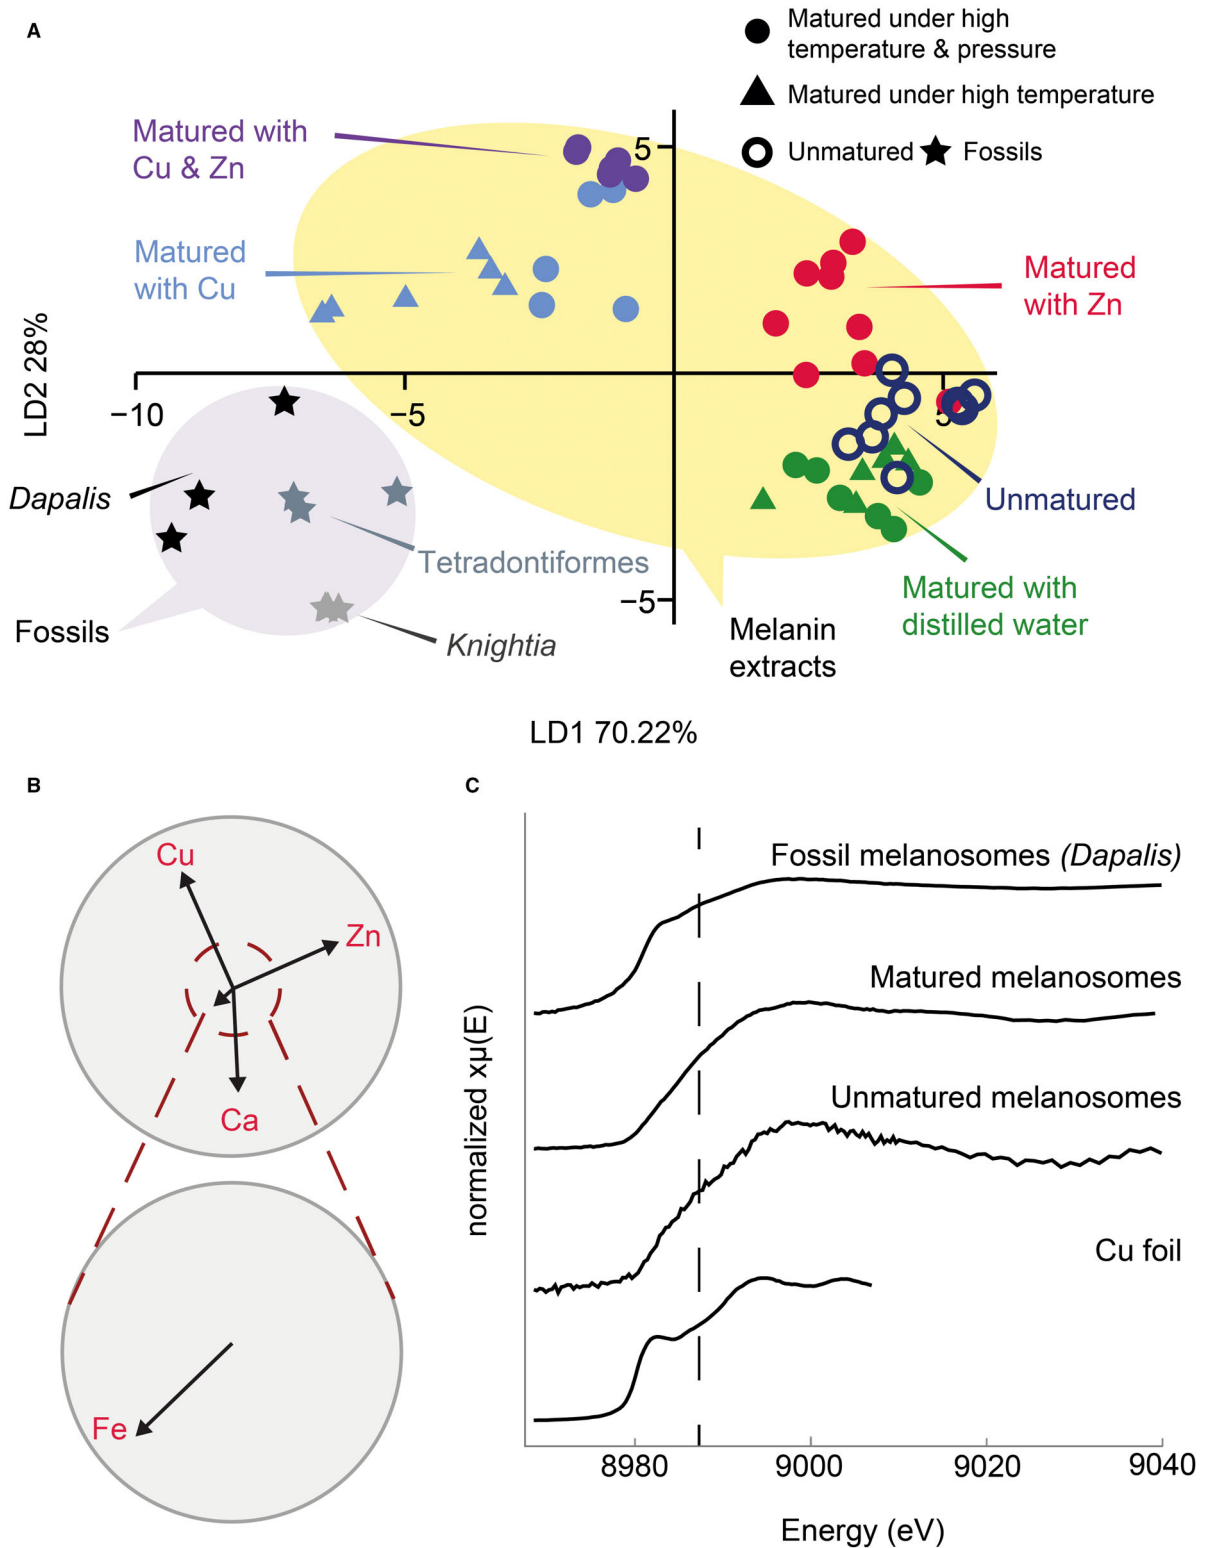 A
Matured under high
temperature & pressure
Matured under high temperature
Unmatured
Fossils
Matured with
Cu & Zn
5
Matured
with Cu
Matured
with Zn
LD2 28%
−10
−5
5
Dapalis
Unmatured
Tetradontiformes
Matured with
distilled water
−5
Fossils
Knightia
Melanin
extracts
LD1 70.22%
B
Cu
Zn
Ca
Fe
C
Fossil melanosomes (Dapalis)
Matured melanosomes
Unmatured melanosomes
Cu foil
normalized xμ(E)
8980
9000
9020
9040
Energy (eV)